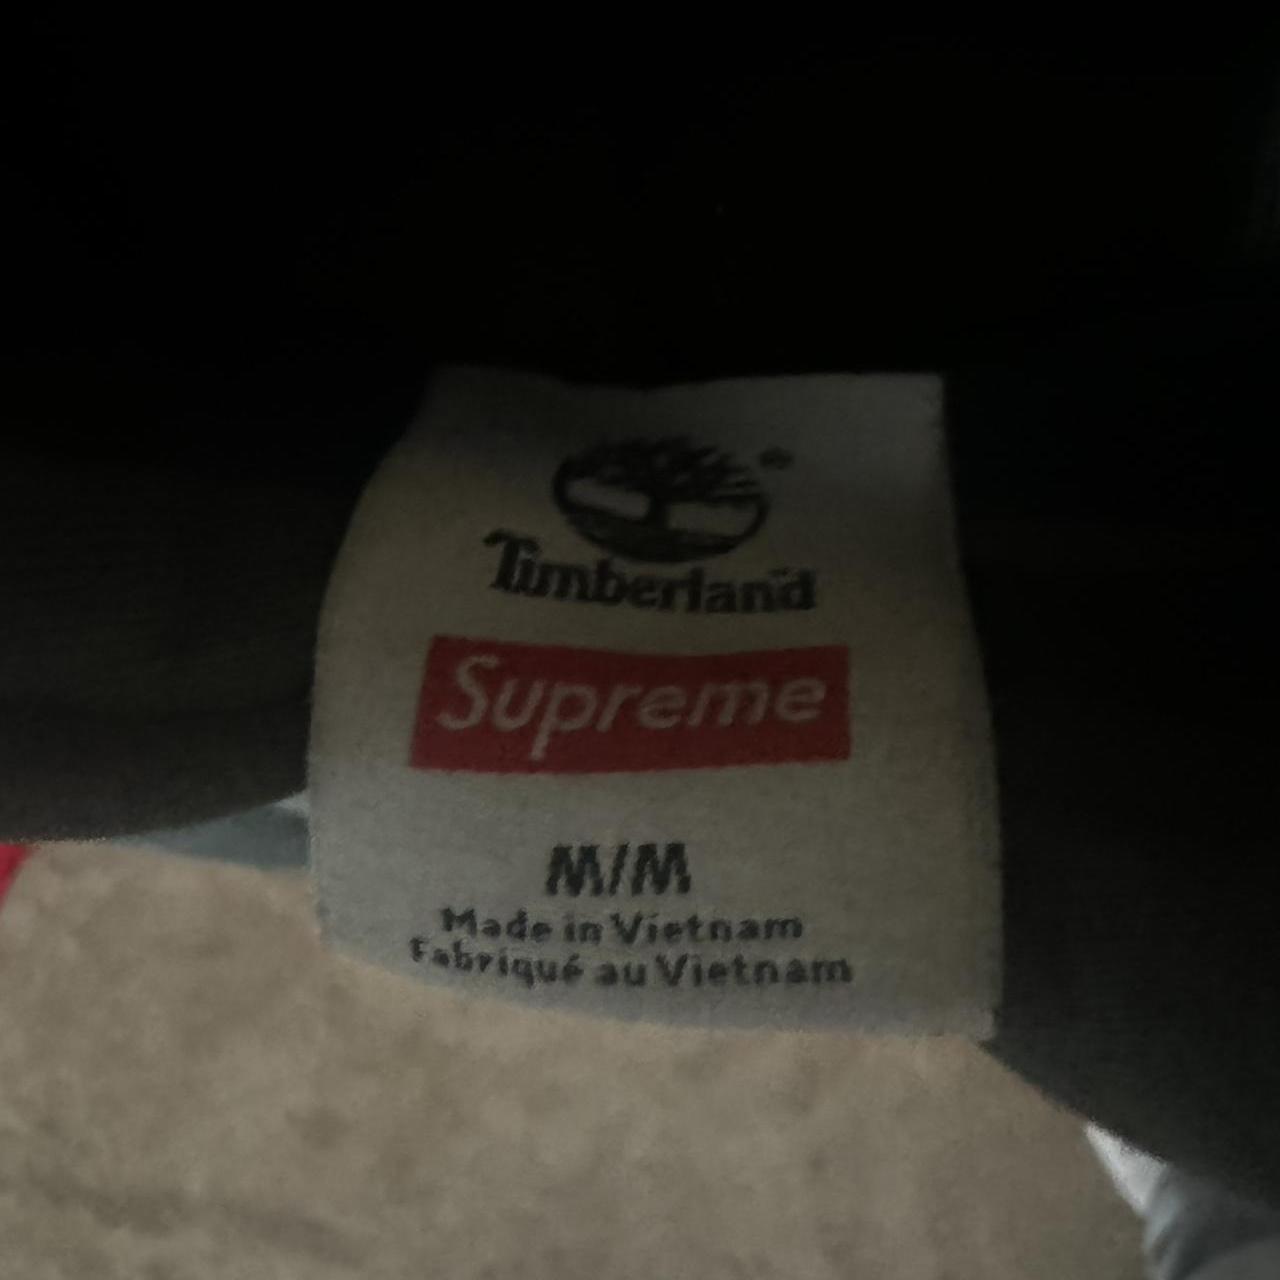 Timberland
Supreme
M/M
Made in Vietnam
Fabriqué au Vietnam